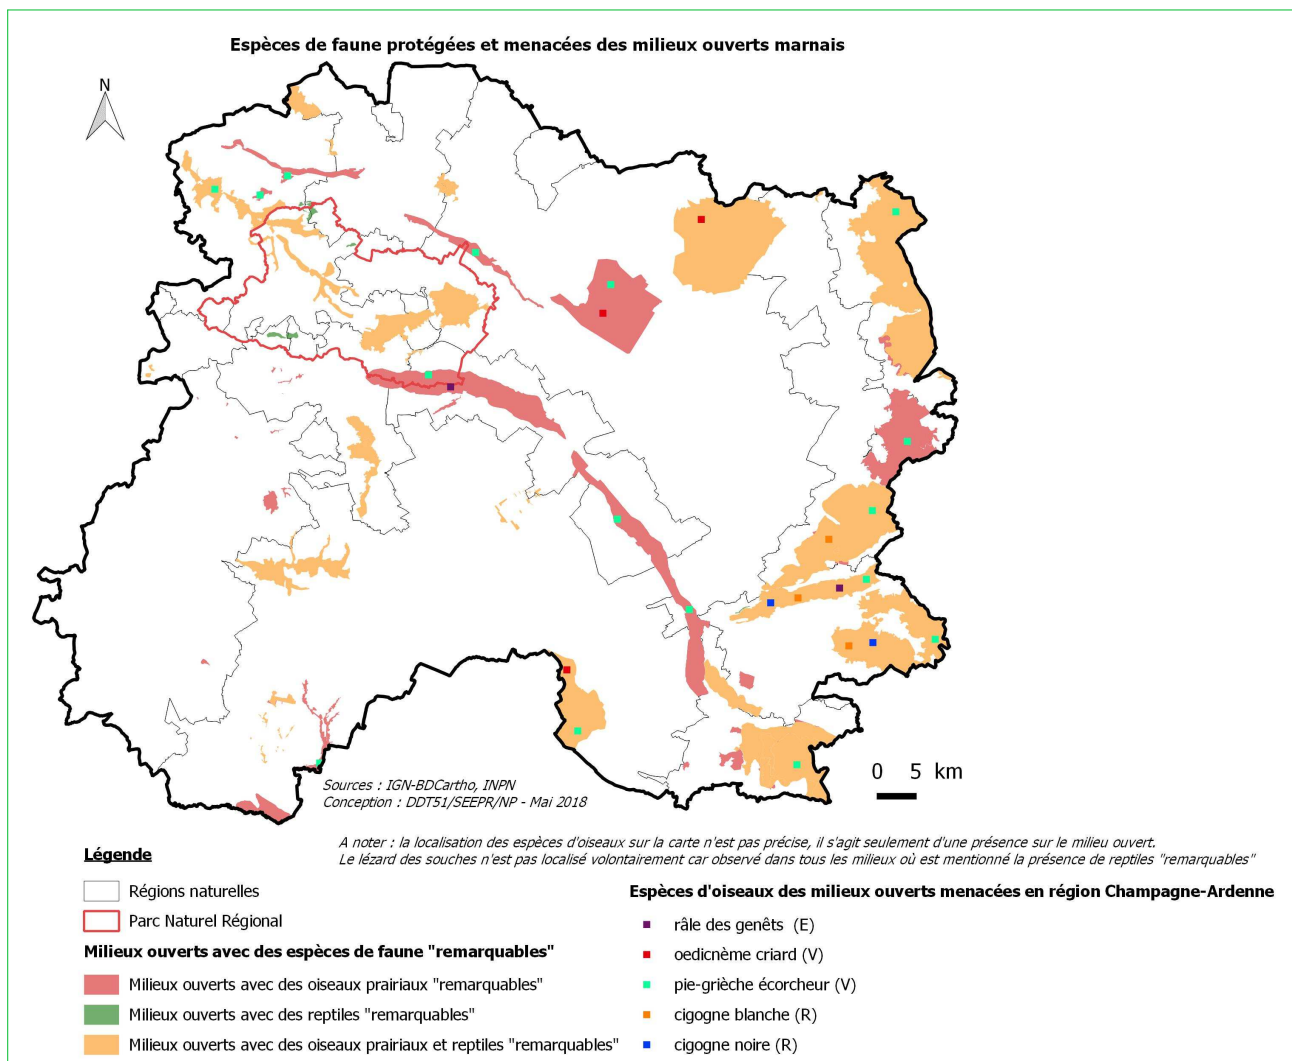 Espèces de faune protégées et menacées des milieux ouverts marnais
N
0 5 km
Sources : IGN-BDCartho, INPN
Conception : DDT51/SEEPR/NP - Mai 2018
A noter : la localisation des espèces d'oiseaux sur la carte n'est pas précise, il s'agit seulement d'une présence sur le milieu ouvert.
Le lézard des souches n'est pas localisé volontairement car observé dans tous les milieux où est mentionné la présence de reptiles "remarquables"
Légende
Régions naturelles
Parc Naturel Régional
Milieux ouverts avec des espèces de faune "remarquables"
Milieux ouverts avec des oiseaux prairiaux "remarquables"
Milieux ouverts avec des reptiles "remarquables"
Milieux ouverts avec des oiseaux prairiaux et reptiles "remarquables"
Espèces d'oiseaux des milieux ouverts menacées en région Champagne-Ardenne
râle des genêts (E)
oedicnème criard (V)
pie-grièche écorcheur (V)
cigogne blanche (R)
cigogne noire (R)